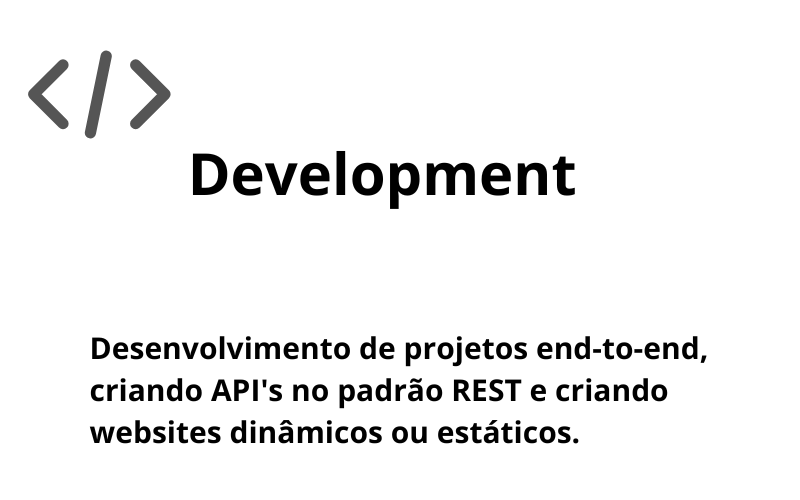 Development
Desenvolvimento de projetos end-to-end,
criando API's no padrão REST e criando
websites dinâmicos ou estáticos.